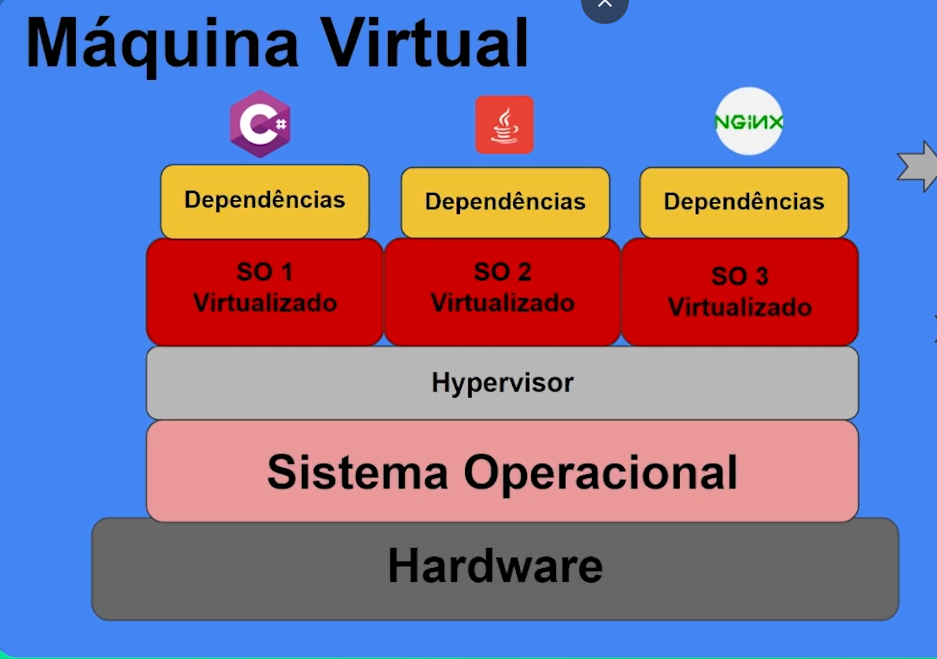 Máquina Virtual
C#
NGiNX
Dependências
Dependências
Dependências
SO 1
Virtualizado
SO 2
Virtualizado
SO 3
Virtualizado
Hypervisor
Sistema Operacional
Hardware